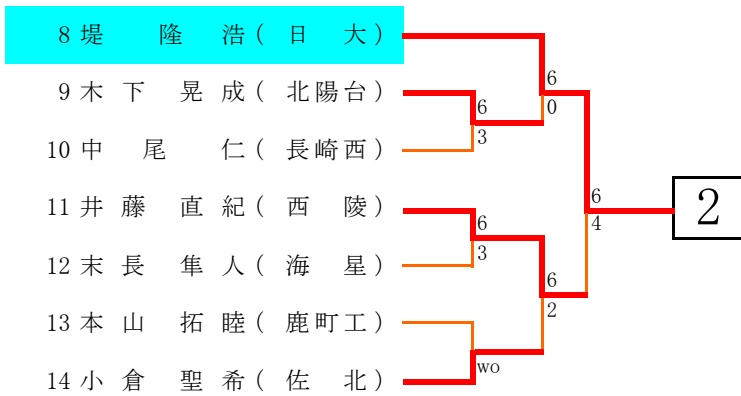 8 堤 隆 浩 ( 日 大 )
9 木 下 晃 成 ( 北陽台 )
10 中 尾 仁 ( 長崎西 )
11 井 藤 直 紀 ( 西 陵 )
12 末 長 隼 人 ( 海 星 )
13 本 山 拓 睦 ( 鹿町工 )
14 小 倉 聖 希 ( 佐 北 )
6
3
6
3
wo
6
0
6
2
6
4
2